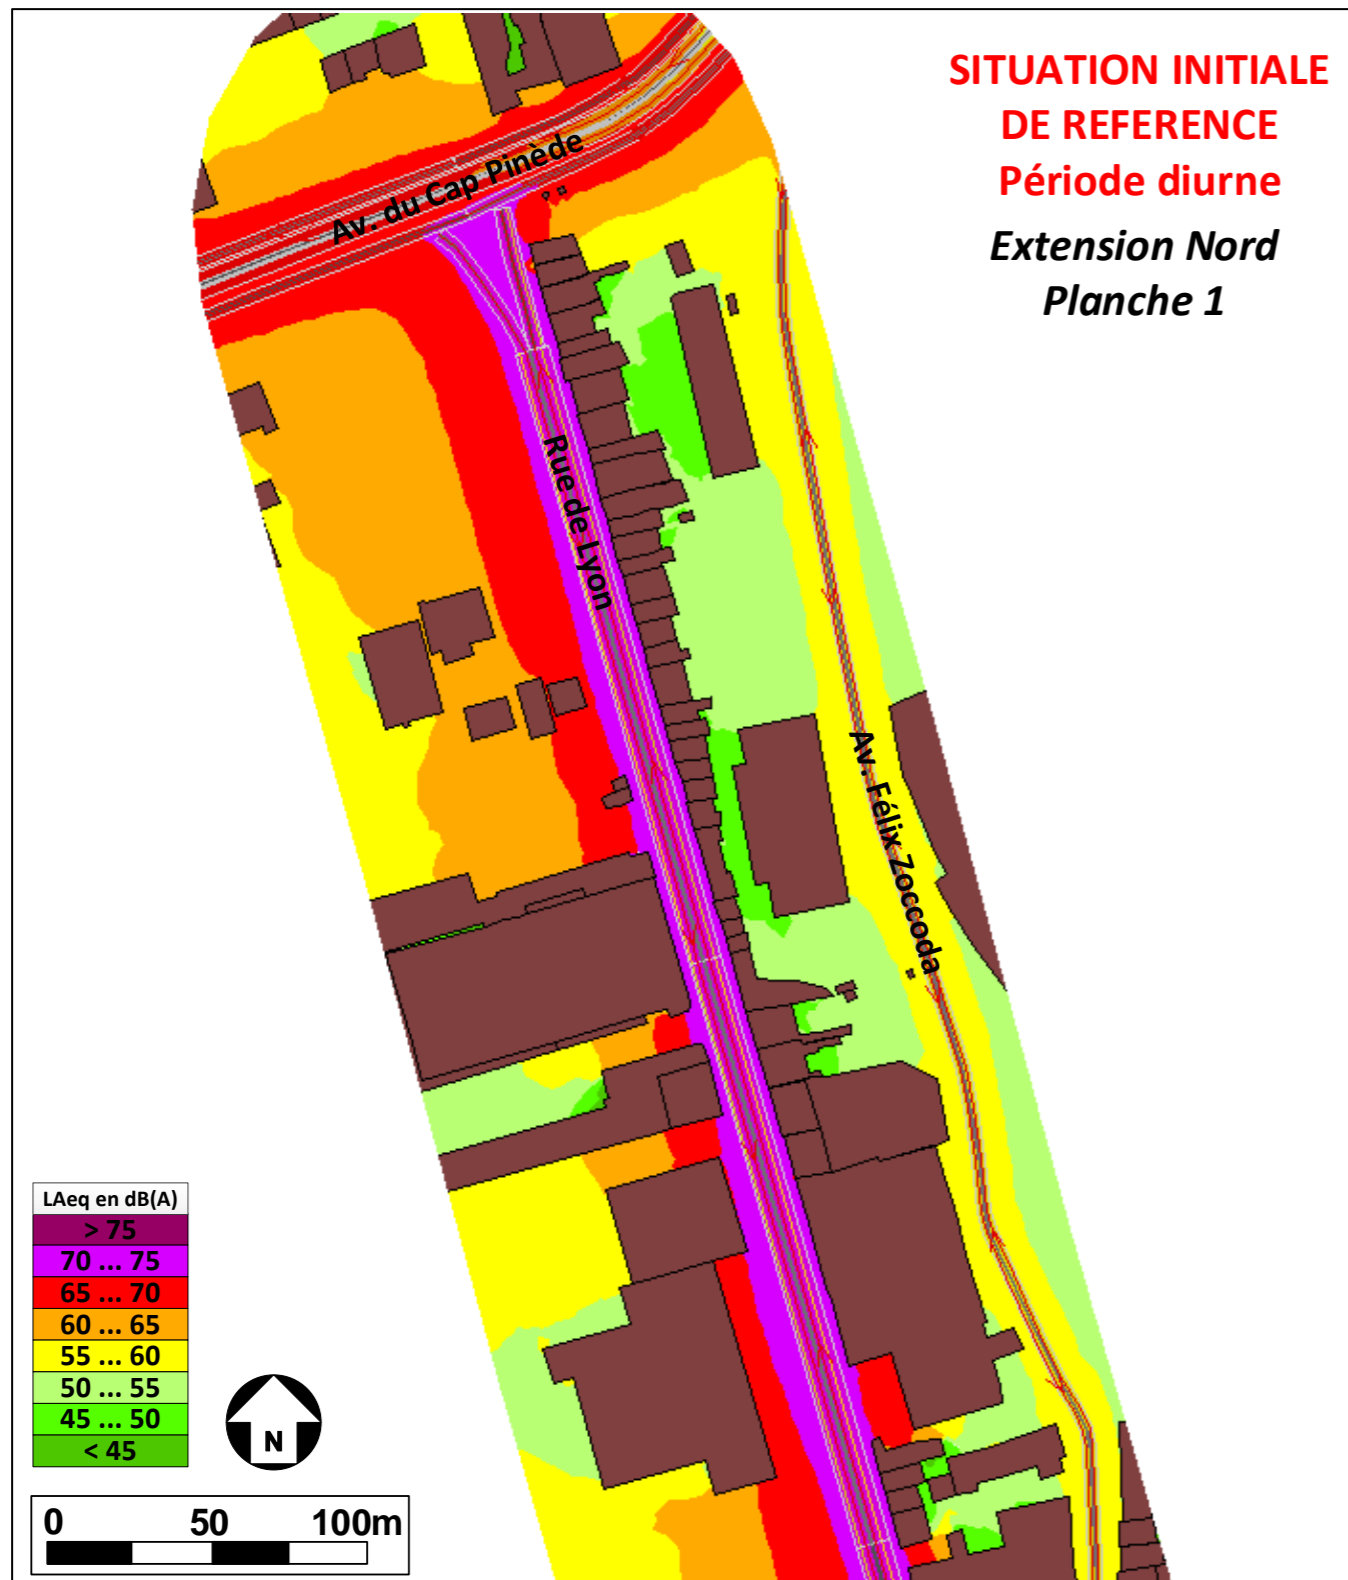 SITUATION INITIALE
DE REFERENCE
Période diurne
Extension Nord
Planche 1
Av. du Cap Pinède
Rue de Lyon
Av. Félix Zoccoda
LAeq en dB(A)
> 75
70 ... 75
65 ... 70
60 ... 65
55 ... 60
50 ... 55
45 ... 50
< 45
N
0 50 100m